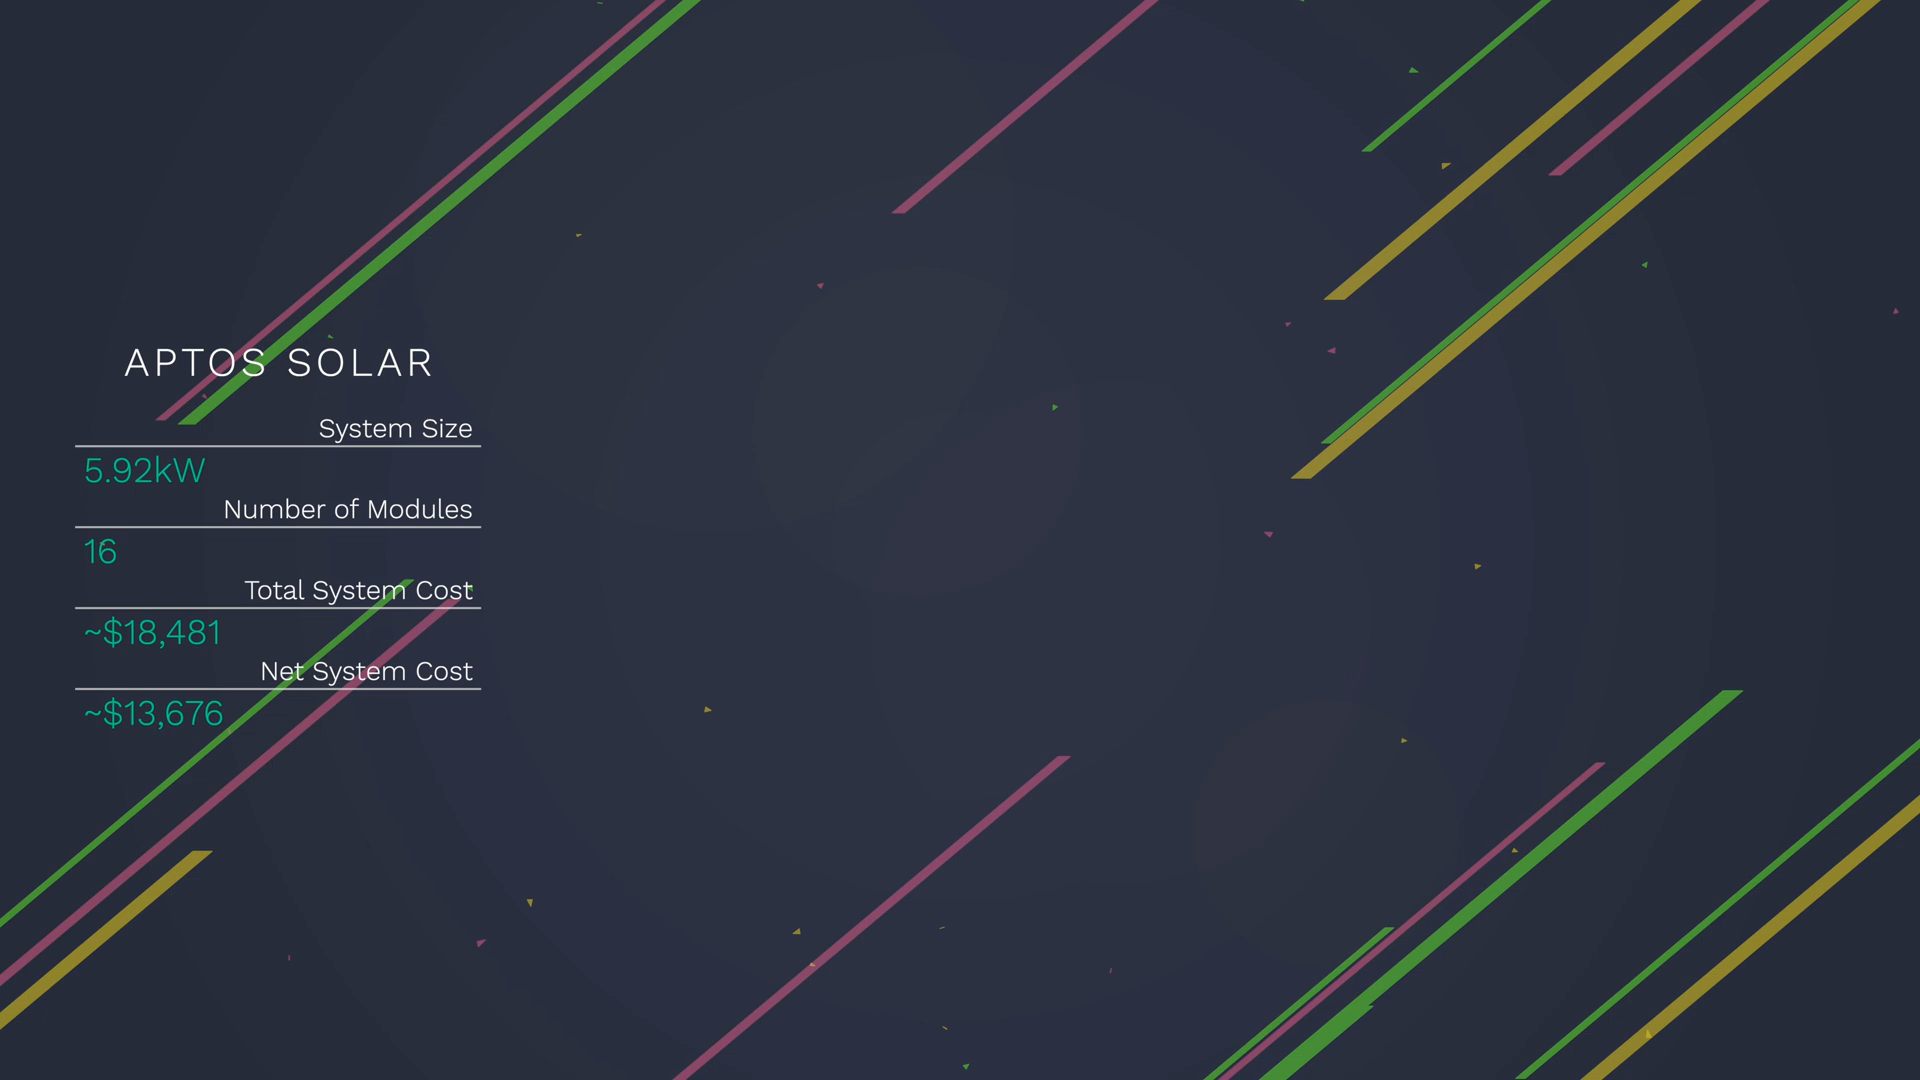 APTOS SOLAR
System Size
5.92kW
Number of Modules
16
Total System Cost
~$18,481
Net System Cost
~$13,676